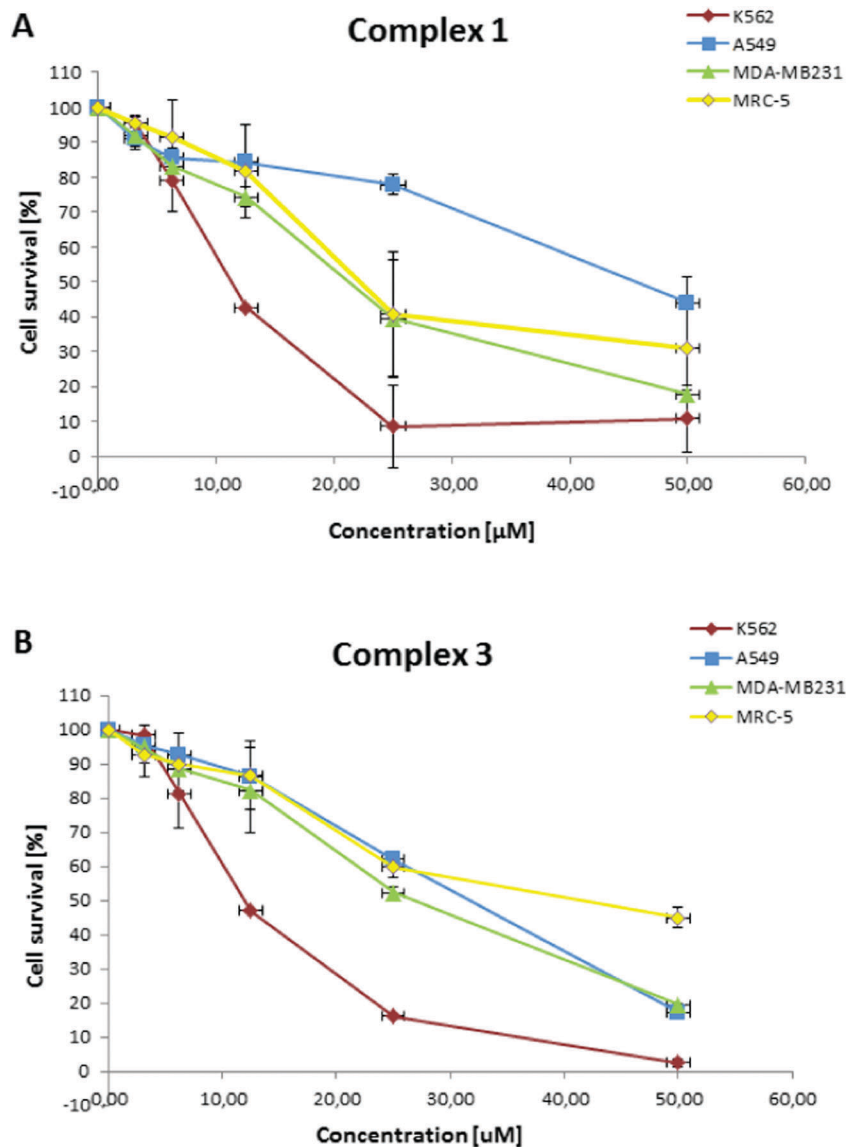 A
Complex 1
K562
A549
MDA-MB231
MRC-5
Cell survival [%]
110
100
90
80
70
60
50
40
30
20
10
0
-10
0,00 10,00 20,00 30,00 40,00 50,00 60,00
Concentration [µM]
B
Complex 3
K562
A549
MDA-MB231
MRC-5
Cell survival [%]
110
100
90
80
70
60
50
40
30
20
10
0
-10
0,00 10,00 20,00 30,00 40,00 50,00 60,00
Concentration [uM]